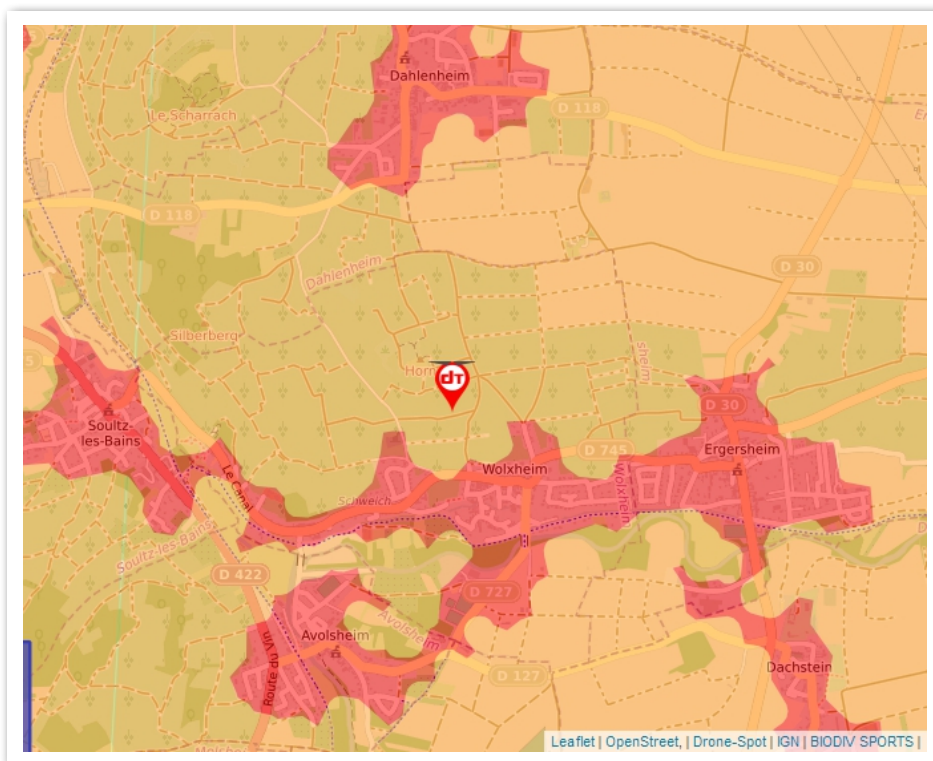 Dahlenheim
D 118
Le Scharrach
D 118
Dahlenheim
D 30
Silberberg
Horn
sheim
dT
D 30
Soultz-
les-Bains
Ergersheim
D 745
Wolxheim
Le Canal
Schweich
Wolxheim
Soultz-les-Bains
D 422
D 727
Avolsheim
Avolsheim
Route du Vin
D 127
Dachstein
Leaflet | OpenStreet, | Drone-Spot | IGN | BIODIV SPORTS |